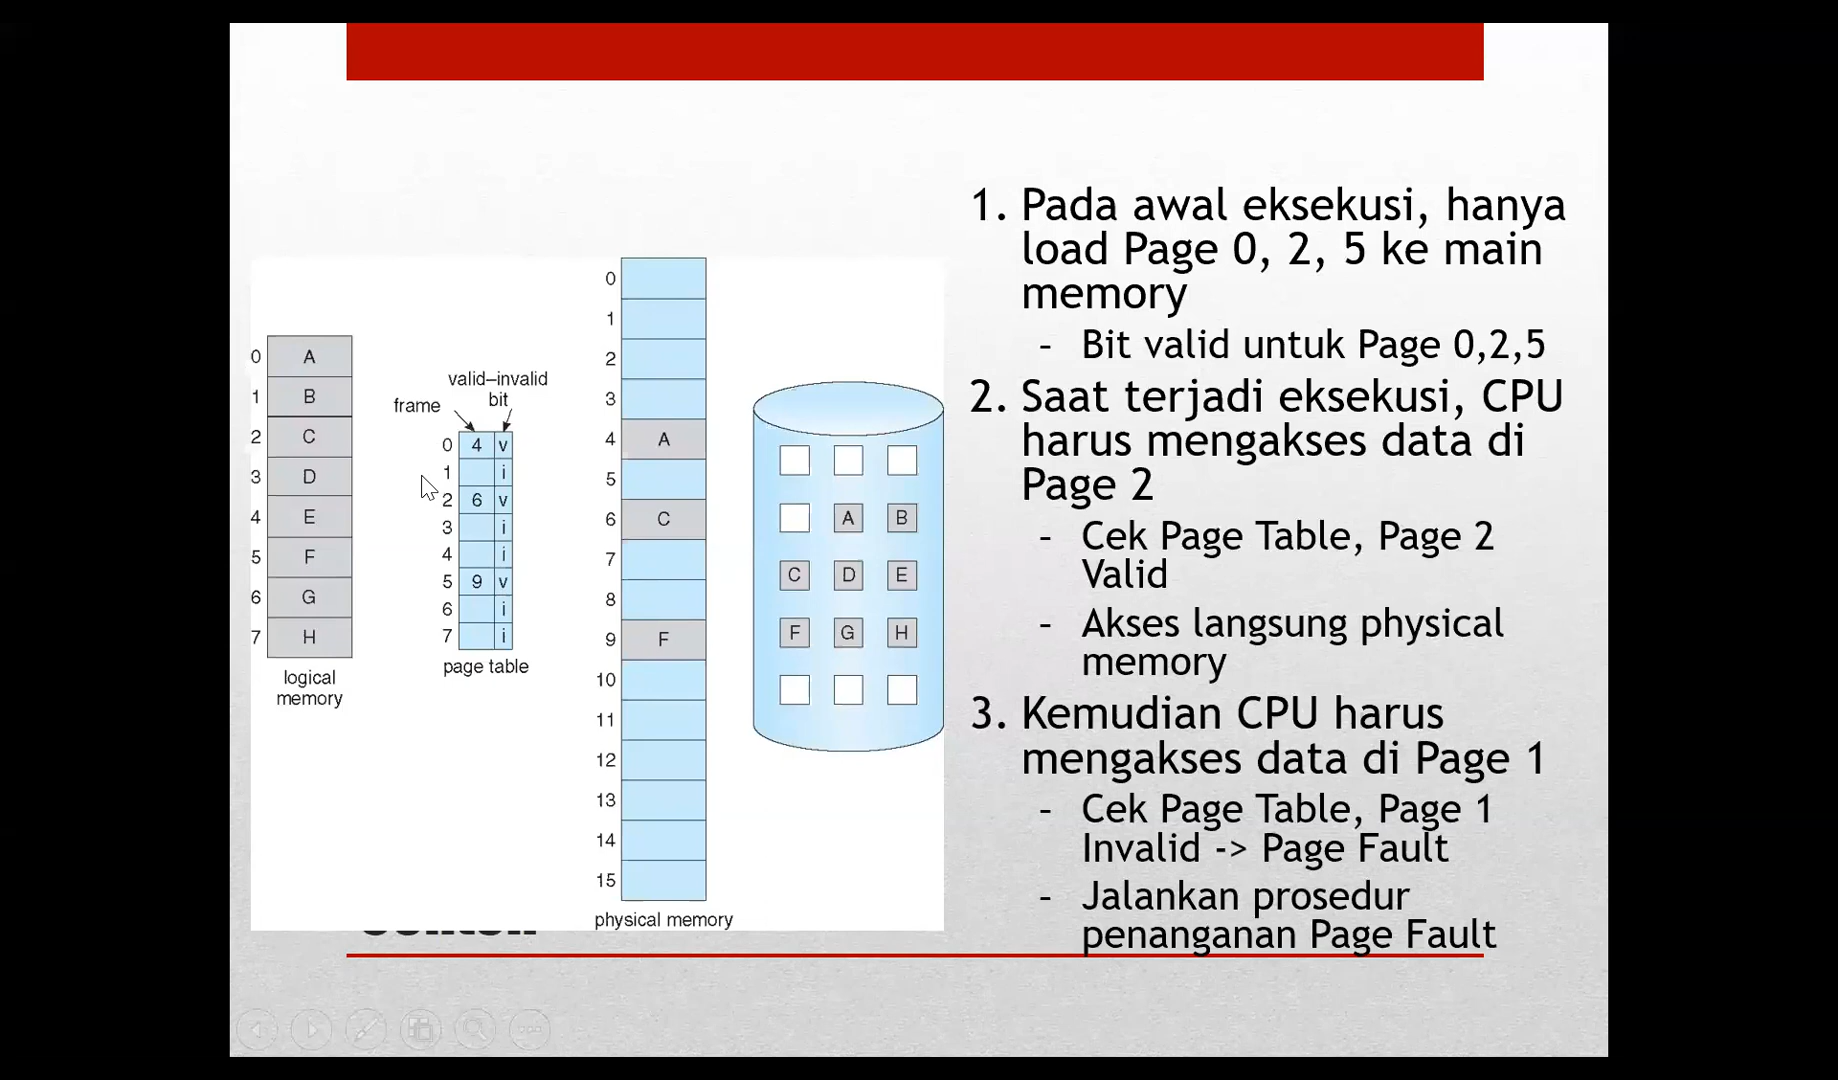 1. Pada awal eksekusi, hanya
load Page 0, 2, 5 ke main
memory
- Bit valid untuk Page 0,2,5
2. Saat terjadi eksekusi, CPU
harus mengakses data di
Page 2
- Cek Page Table, Page 2
Valid
- Akses langsung physical
memory
3. Kemudian CPU harus
mengakses data di Page 1
- Cek Page Table, Page 1
Invalid -> Page Fault
- Jalankan prosedur
penanganan Page Fault
0 A
1 B
2 C
3 D
4 E
5 F
6 G
7 H
logical
memory
valid–invalid
bit
frame
0 4 v
1 i
2 6 v
3 i
4 i
5 9 v
6 i
7 i
page table
0
1
2
3
4 A
5
6 C
7
8
9 F
10
11
12
13
14
15
physical memory
A B
C D E
F G H